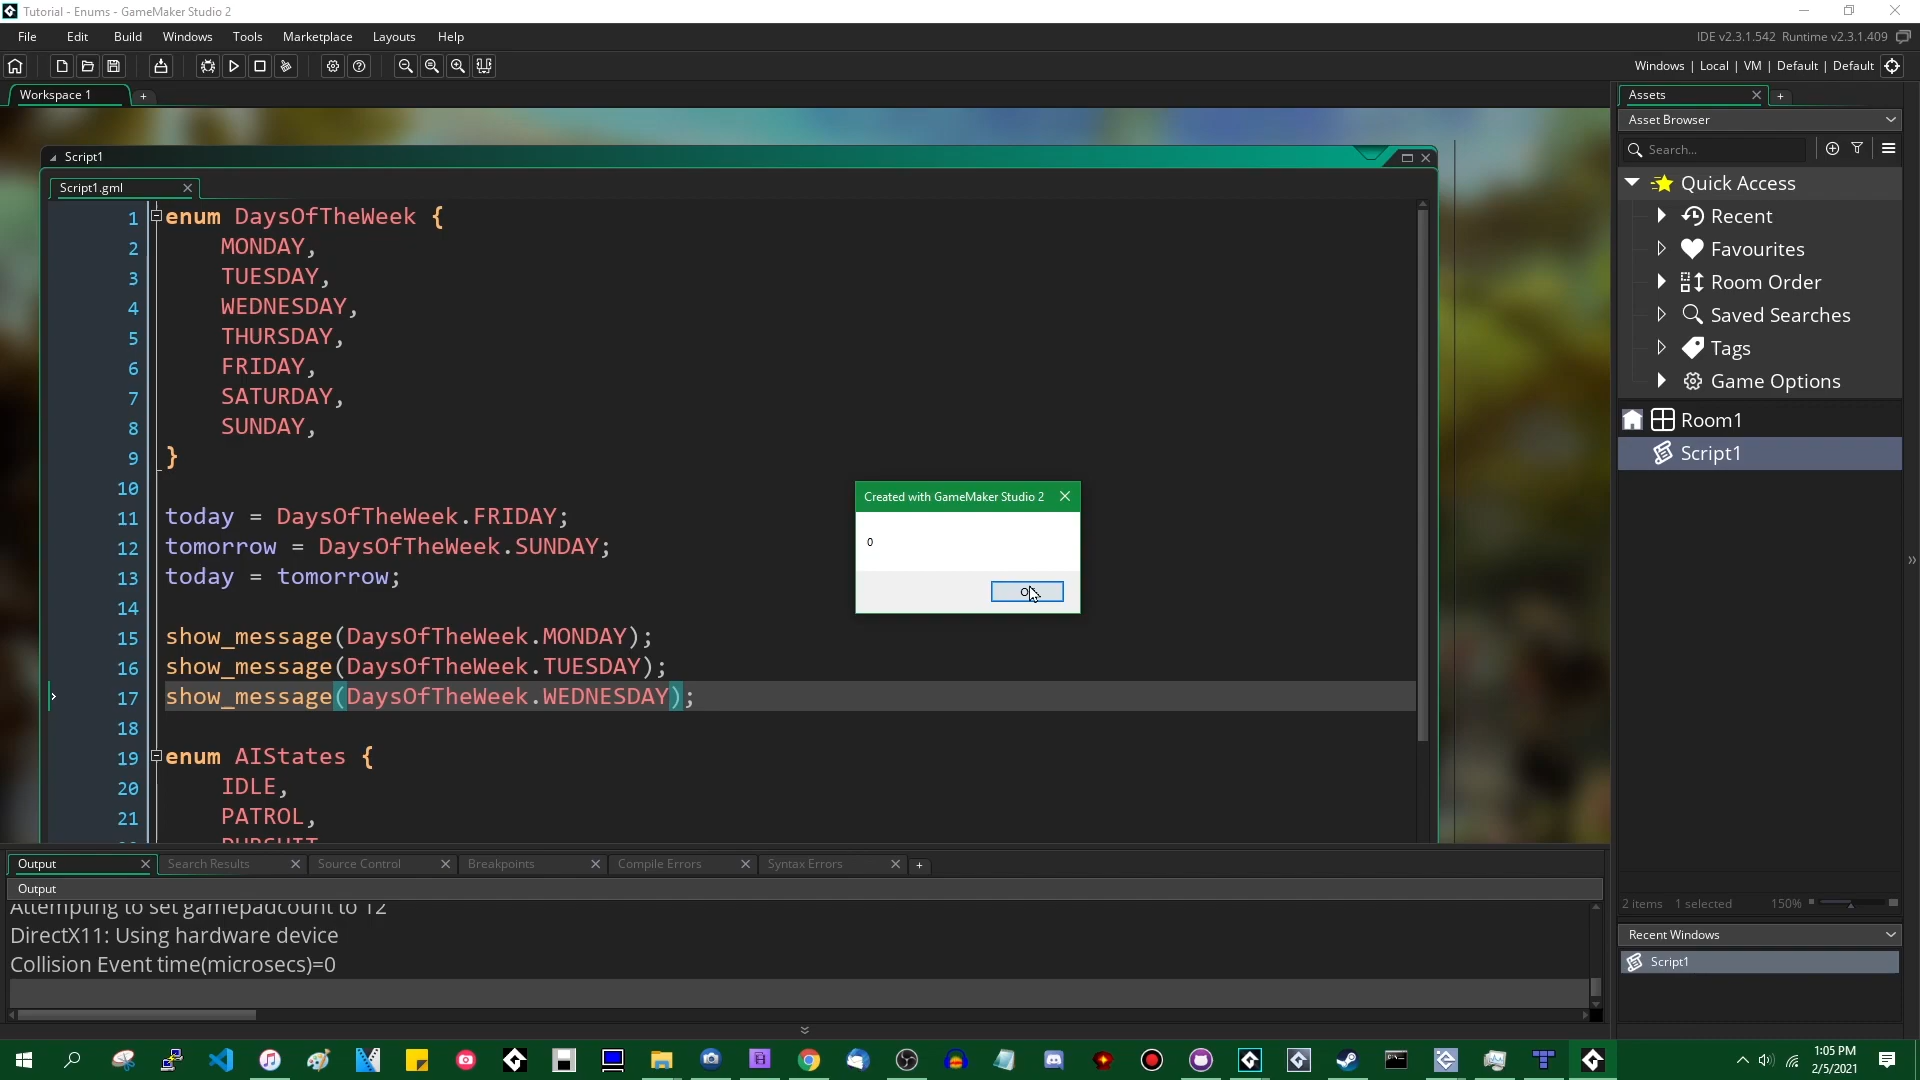 Tutorial - Enums - GameMaker Studio 2
File Edit Build Windows Tools Marketplace Layouts Help
IDE v2.3.1.542 Runtime v2.3.1.409
Windows | Local | VM | Default | Default
Workspace 1
+
Assets
+
Asset Browser
Search...
Quick Access
Recent
Favourites
Room Order
Saved Searches
Tags
Game Options
Room1
Script1
2 items 1 selected 150%
Recent Windows
Script1
Script1
Script1.gml
1 enum DaysOfTheWeek {
2 MONDAY,
3 TUESDAY,
4 WEDNESDAY,
5 THURSDAY,
6 FRIDAY,
7 SATURDAY,
8 SUNDAY,
9 }
10
11 today = DaysOfTheWeek.FRIDAY;
12 tomorrow = DaysOfTheWeek.SUNDAY;
13 today = tomorrow;
14
15 show_message(DaysOfTheWeek.MONDAY);
16 show_message(DaysOfTheWeek.TUESDAY);
17 show_message(DaysOfTheWeek.WEDNESDAY);
18
19 enum AIStates {
20 IDLE,
21 PATROL,
Created with GameMaker Studio 2
0
Output Search Results Source Control Breakpoints Compile Errors Syntax Errors +
Output
Attempting to set gamepadcount to 12
DirectX11: Using hardware device
Collision Event time(microsecs)=0
1:05 PM
2/5/2021